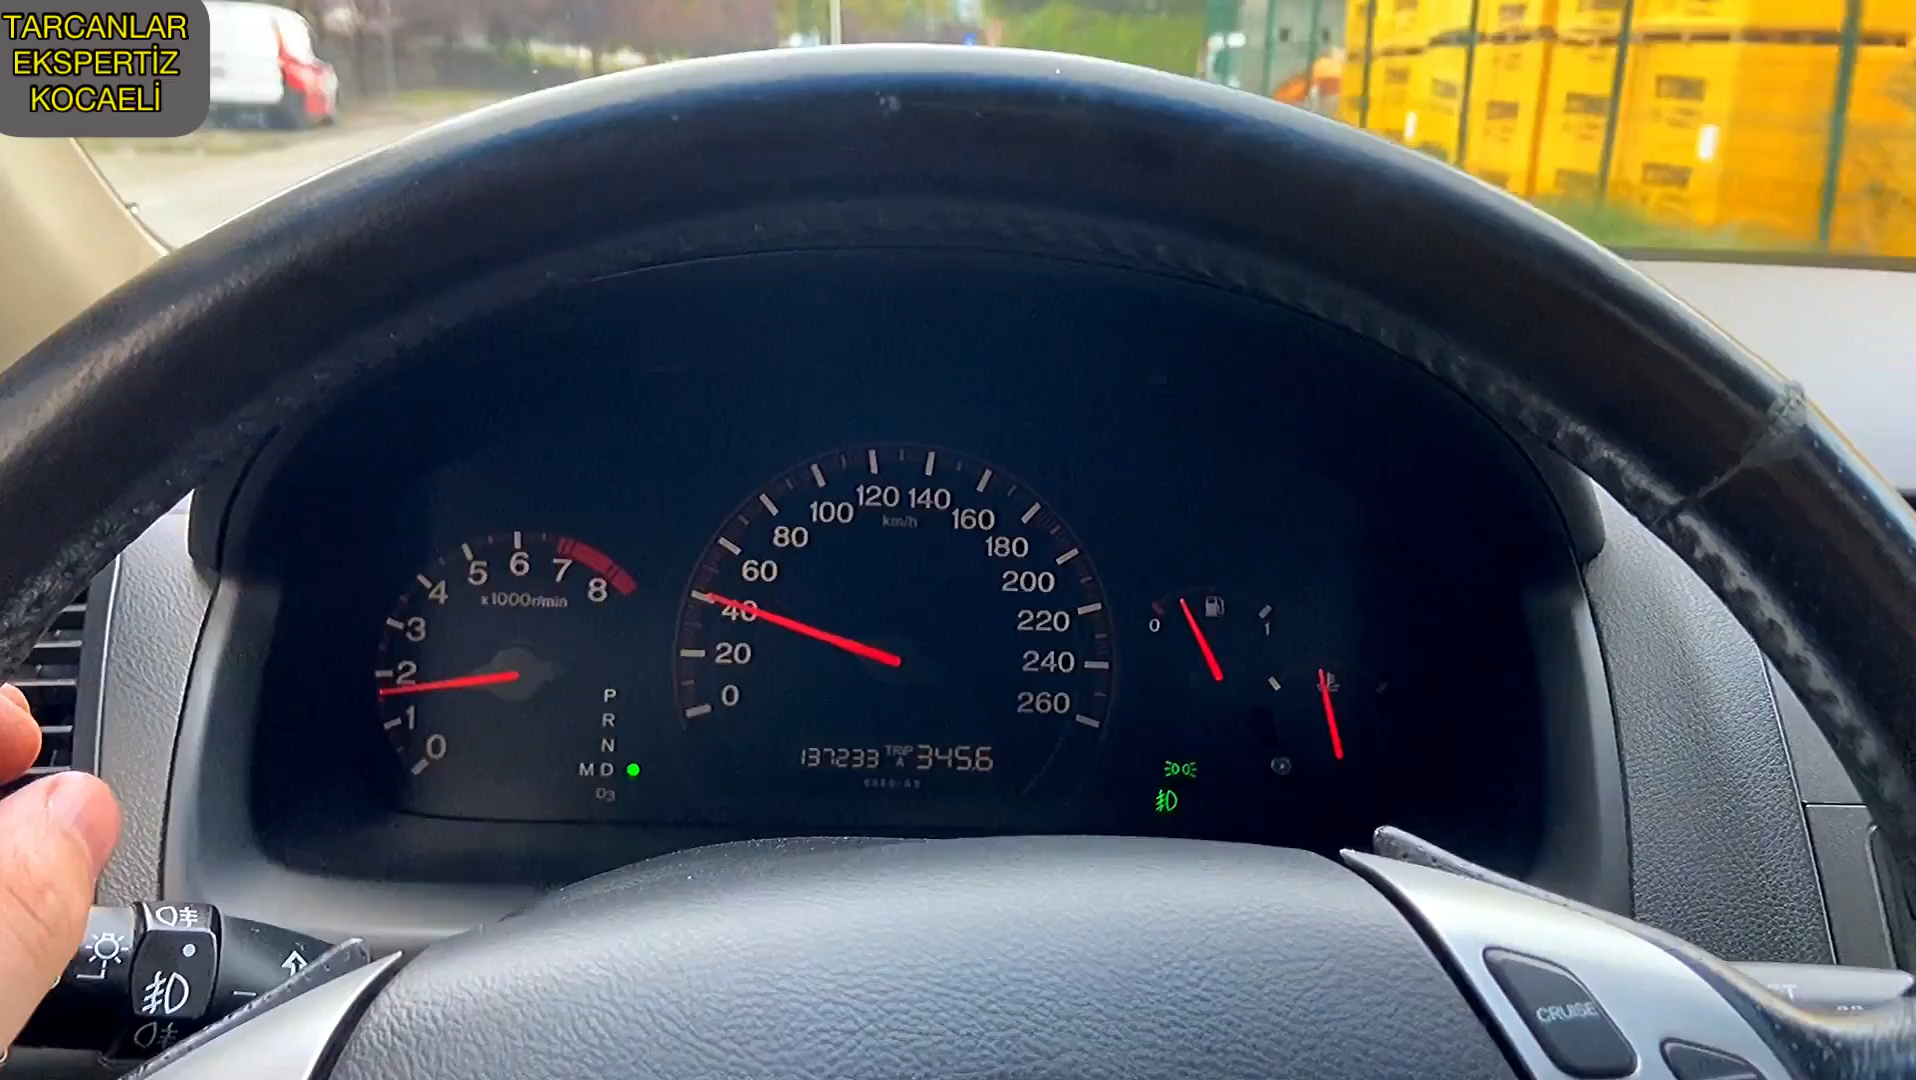 TARCANLAR
EKSPERTİZ
KOCAELİ
0
20
40
60
80
100
120
140
160
180
200
220
240
260
km/h
0
1
2
3
4
5
6
7
8
x1000r/min
P
R
N
M D
D3
137233 TRIP A 345.6
0
1
CRUISE